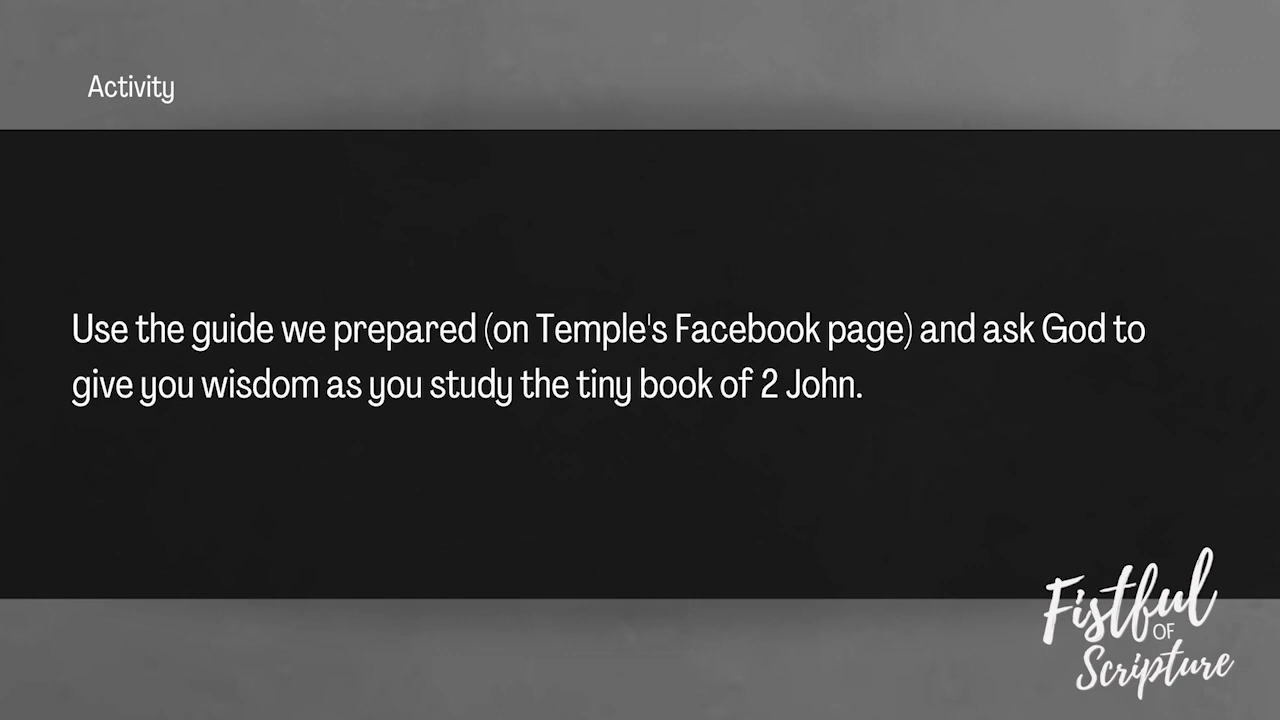 Activity
Use the guide we prepared (on Temple's Facebook page) and ask God to
give you wisdom as you study the tiny book of 2 John.
Fistful
OF
Scripture